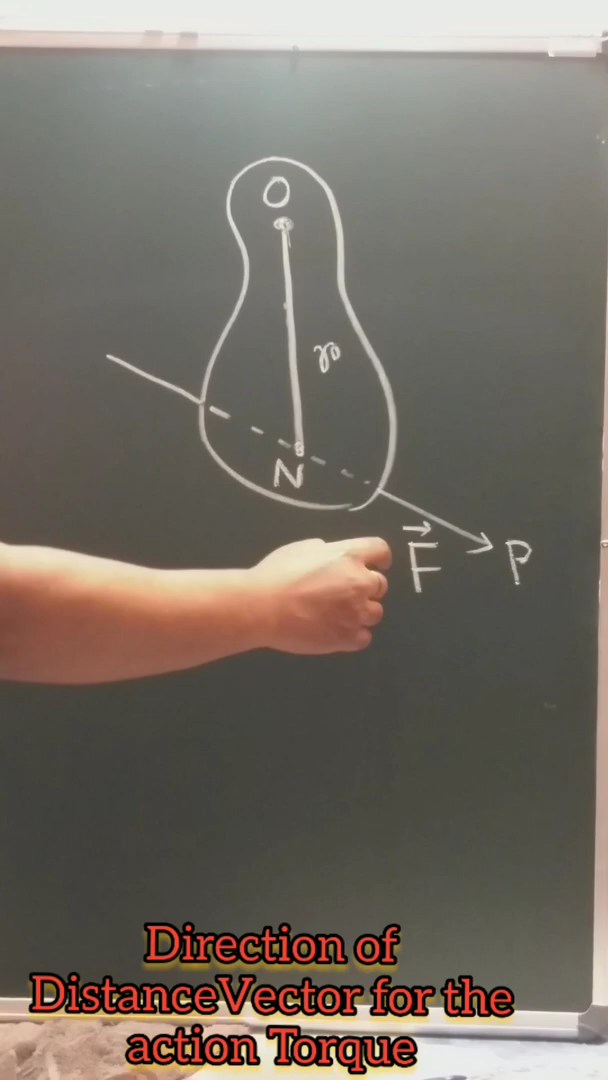 O
r
N
F⃗
P
Direction of
DistanceVector for the
action Torque